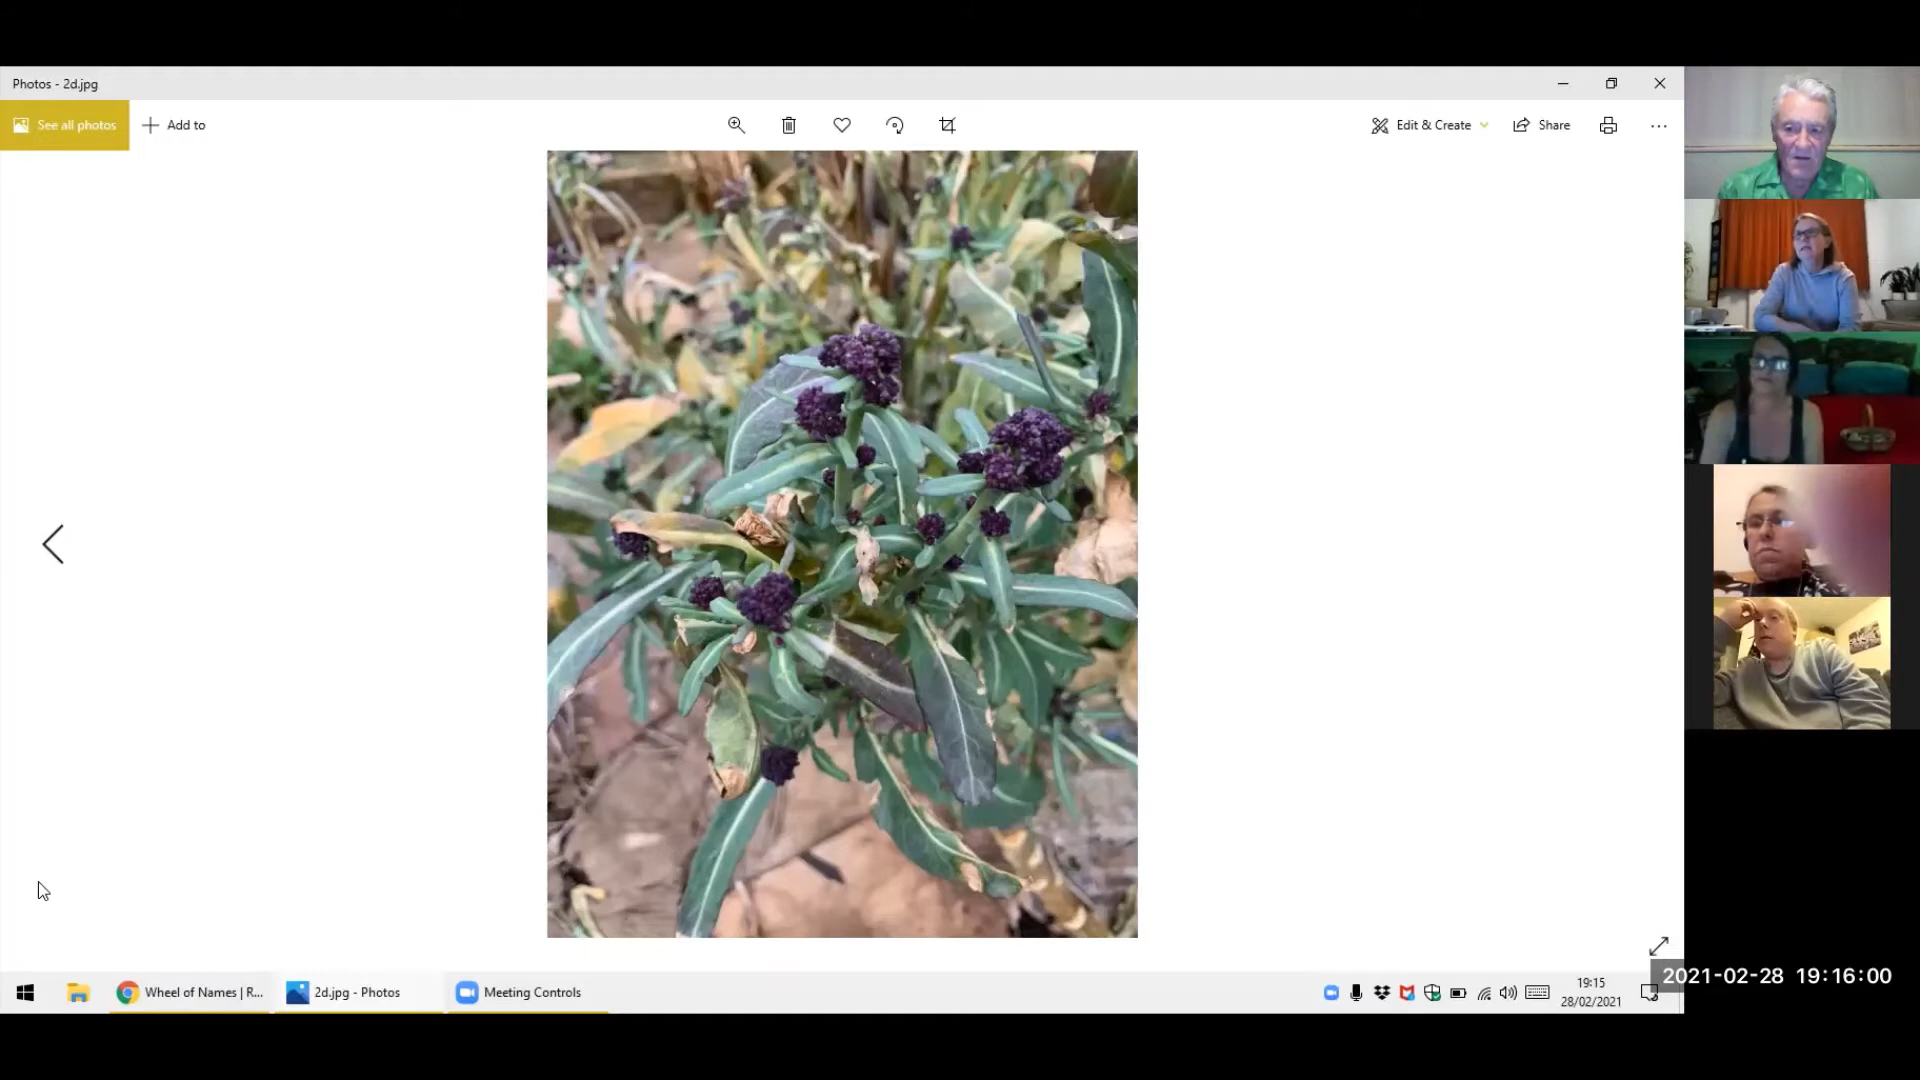 Photos - 2d.jpg
See all photos
Add to
Edit & Create
Share
Wheel of Names | R...
2d.jpg - Photos
Meeting Controls
19:15
28/02/2021
2021-02-28 19:16:00